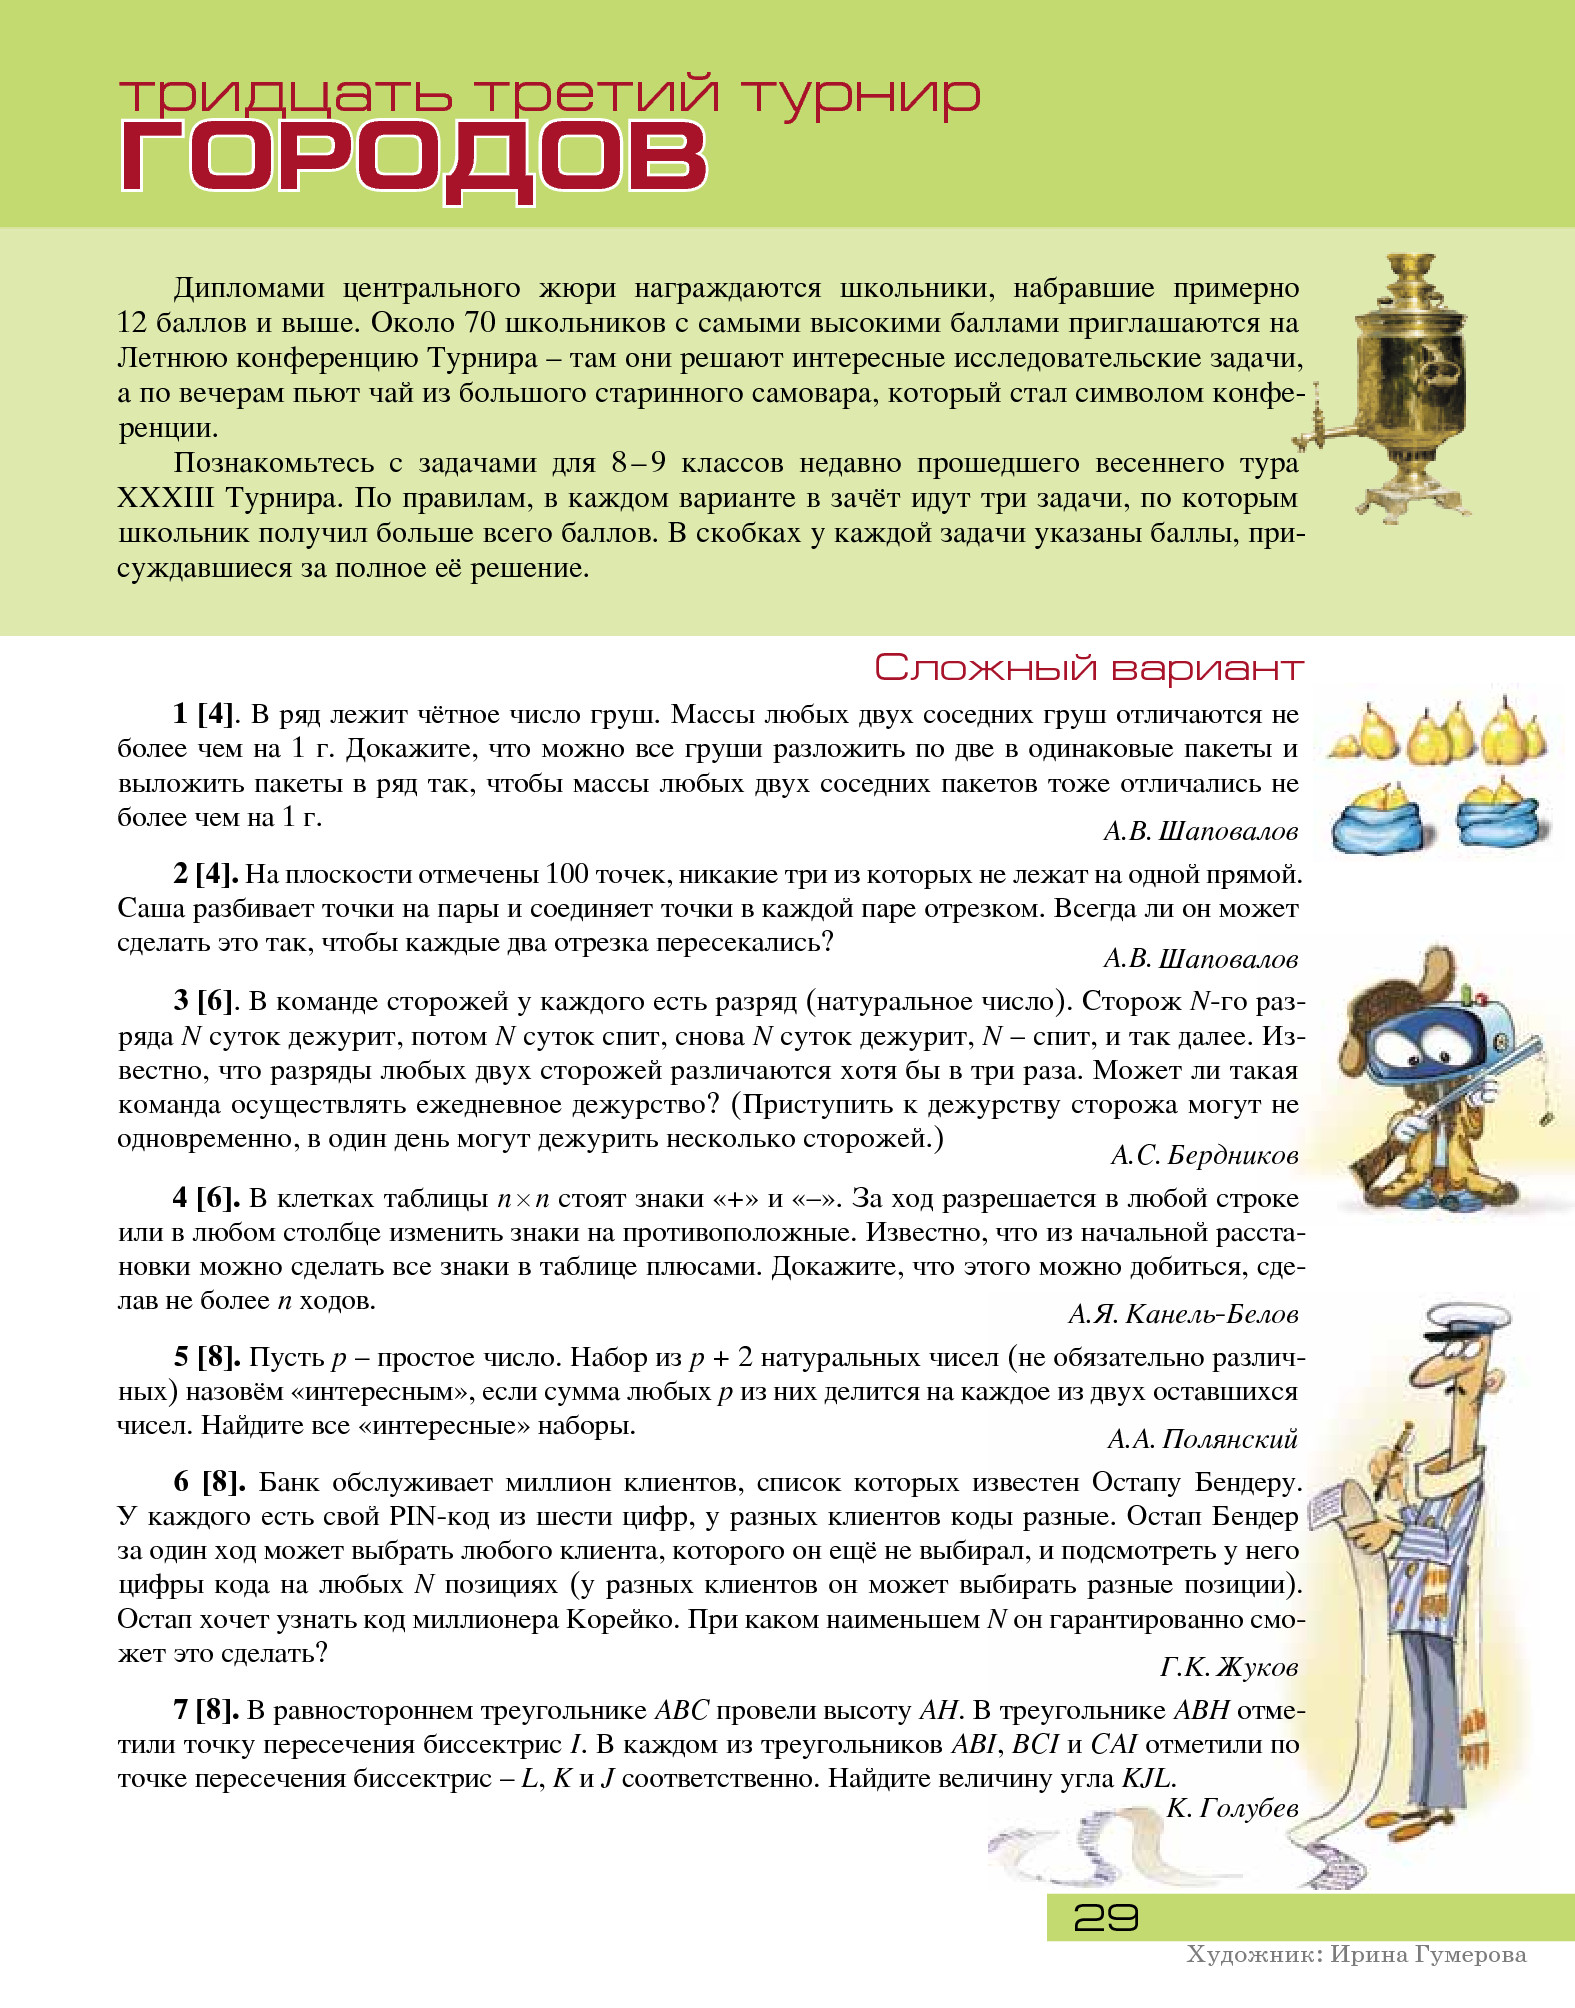 тридцать третий турнир
ГОРОДОВ
Дипломами центрального жюри награждаются школьники, набравшие примерно
12 баллов и выше. Около 70 школьников с самыми высокими баллами приглашаются на
Летнюю конференцию Турнира – там они решают интересные исследовательские задачи,
а по вечерам пьют чай из большого старинного самовара, который стал символом конфе-
ренции.
Познакомьтесь с задачами для 8–9 классов недавно прошедшего весеннего тура
XXXIII Турнира. По правилам, в каждом варианте в зачёт идут три задачи, по которым
школьник получил больше всего баллов. В скобках у каждой задачи указаны баллы, при-
суждавшиеся за полное её решение.
Сложный вариант
1 [4]. В ряд лежит чётное число груш. Массы любых двух соседних груш отличаются не
более чем на 1 г. Докажите, что можно все груши разложить по две в одинаковые пакеты и
выложить пакеты в ряд так, чтобы массы любых двух соседних пакетов тоже отличались не
более чем на 1 г.
А.В. Шаповалов
2 [4]. На плоскости отмечены 100 точек, никакие три из которых не лежат на одной прямой.
Саша разбивает точки на пары и соединяет точки в каждой паре отрезком. Всегда ли он может
сделать это так, чтобы каждые два отрезка пересекались?
А.В. Шаповалов
3 [6]. В команде сторожей у каждого есть разряд (натуральное число). Сторож N-го раз-
ряда N суток дежурит, потом N суток спит, снова N суток дежурит, N – спит, и так далее. Из-
вестно, что разряды любых двух сторожей различаются хотя бы в три раза. Может ли такая
команда осуществлять ежедневное дежурство? (Приступить к дежурству сторожа могут не
одновременно, в один день могут дежурить несколько сторожей.)
А.С. Бердников
4 [6]. В клетках таблицы n×n стоят знаки «+» и «–». За ход разрешается в любой строке
или в любом столбце изменить знаки на противоположные. Известно, что из начальной расста-
новки можно сделать все знаки в таблице плюсами. Докажите, что этого можно добиться, сде-
лав не более n ходов.
А.Я. Канель-Белов
5 [8]. Пусть p – простое число. Набор из p + 2 натуральных чисел (не обязательно различ-
ных) назовём «интересным», если сумма любых p из них делится на каждое из двух оставшихся
чисел. Найдите все «интересные» наборы.
А.А. Полянский
6 [8]. Банк обслуживает миллион клиентов, список которых известен Остапу Бендеру.
У каждого есть свой PIN-код из шести цифр, у разных клиентов коды разные. Остап Бендер
за один ход может выбрать любого клиента, которого он ещё не выбирал, и подсмотреть у него
цифры кода на любых N позициях (у разных клиентов он может выбирать разные позиции).
Остап хочет узнать код миллионера Корейко. При каком наименьшем N он гарантированно смо-
жет это сделать?
Г.К. Жуков
7 [8]. В равностороннем треугольнике ABC провели высоту AH. В треугольнике ABH отме-
тили точку пересечения биссектрис I. В каждом из треугольников ABI, BCI и CAI отметили по
точке пересечения биссектрис – L, K и J соответственно. Найдите величину угла KJL.
К. Голубев
29
Художник: Ирина Гумерова